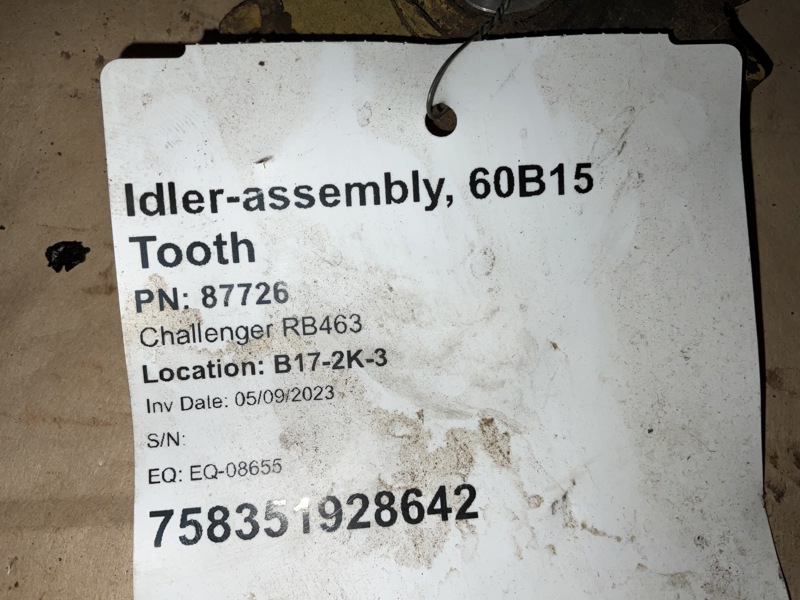 Idler-assembly, 60B15
Tooth
PN: 87726
Challenger RB463
Location: B17-2K-3
Inv Date: 05/09/2023
S/N:
EQ: EQ-08655
758351928642